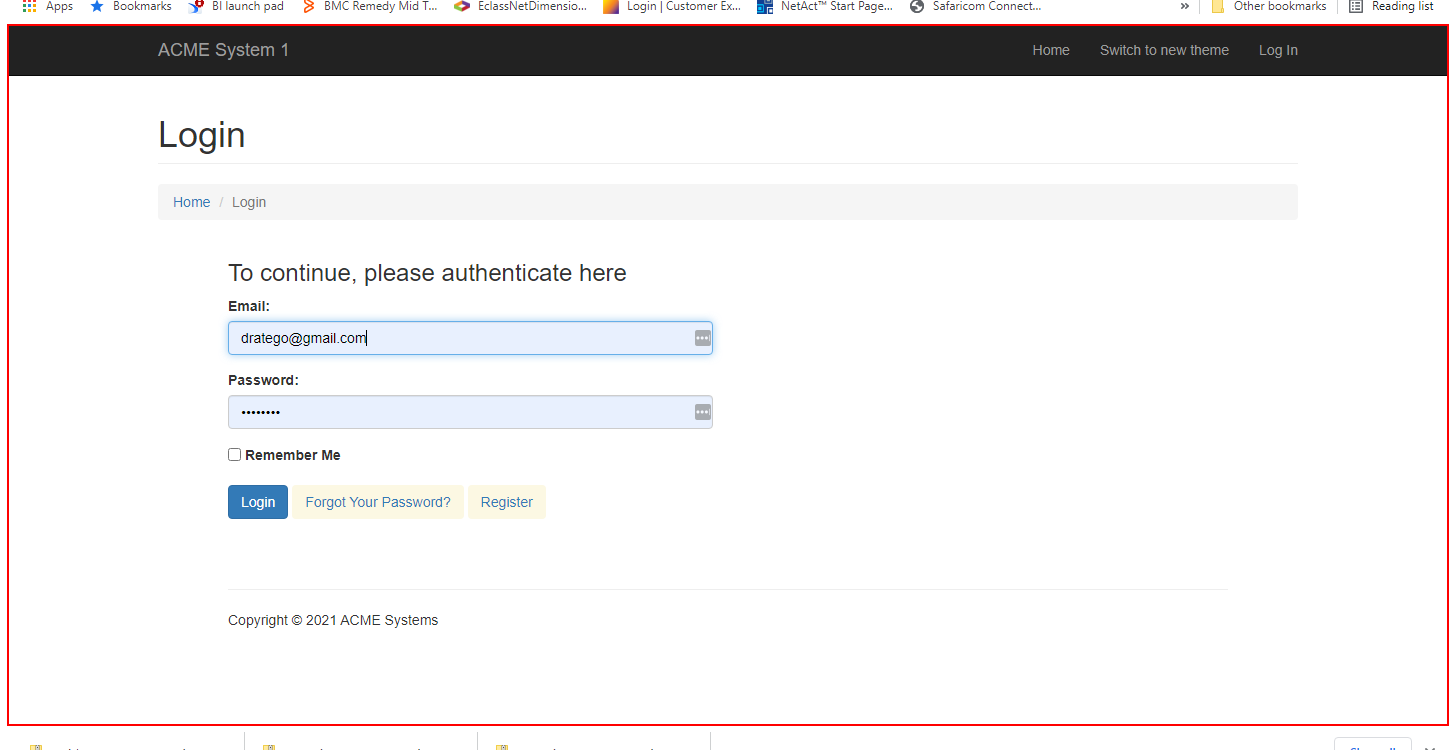 Apps Bookmarks BI launch pad BMC Remedy Mid T... EclassNetDimensio... Login | Customer Ex... NetAct™ Start Page... Safaricom Connect... » Other bookmarks Reading list
ACME System 1 Home Switch to new theme Log In
Login
Home / Login
To continue, please authenticate here
Email:
dratego@gmail.com
Password:
••••••••
Remember Me
Login Forgot Your Password? Register
Copyright © 2021 ACME Systems